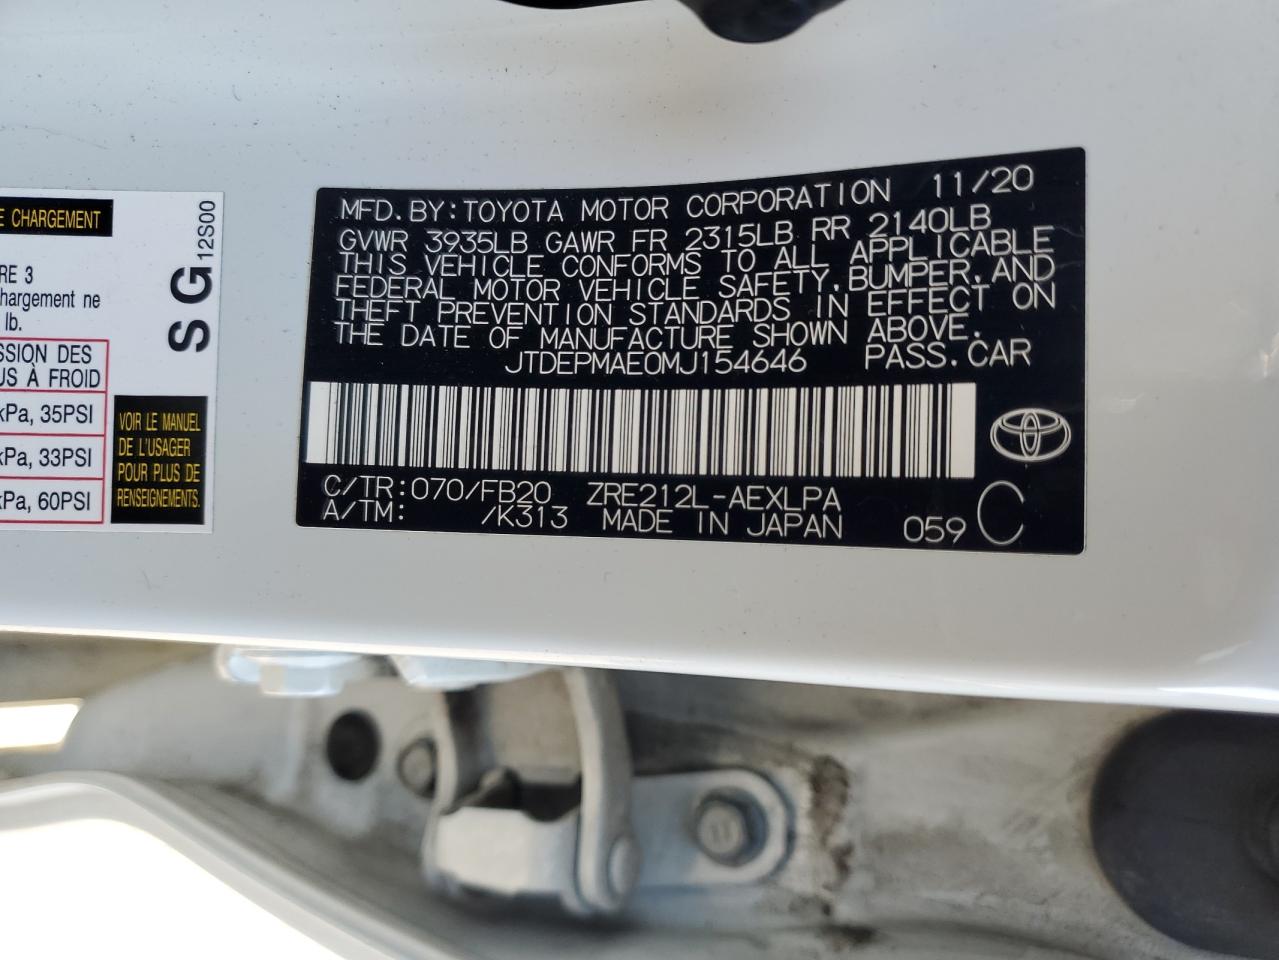 E CHARGEMENT
RE 3
hargement ne
lb.
SSION DES
US À FROID
kPa, 35PSI
kPa, 33PSI
kPa, 60PSI
SG
12S00
VOIR LE MANUEL
DE L'USAGER
POUR PLUS DE
RENSEIGNEMENTS.
MFD.BY:TOYOTA MOTOR CORPORATION 11/20
GVWR 3935LB GAWR FR 2315LB RR 2140LB
THIS VEHICLE CONFORMS TO ALL APPLICABLE
FEDERAL MOTOR VEHICLE SAFETY,BUMPER,AND
THEFT PREVENTION STANDARDS IN EFFECT ON
THE DATE OF MANUFACTURE SHOWN ABOVE.
JTDEPMAE0MJ154646 PASS.CAR
C/TR:070/FB20 ZRE212L-AEXLPA
A/TM: /K313 MADE IN JAPAN 059 C